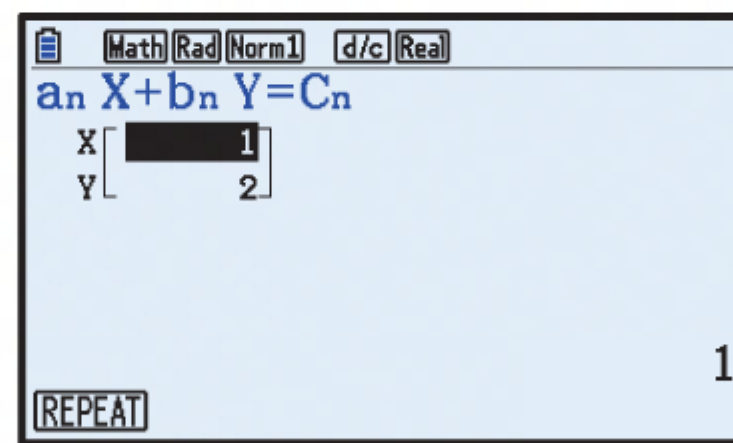 Math Rad Norm1 d/c Real
an X+bn Y=Cn
X 1
Y 2
1
REPEAT